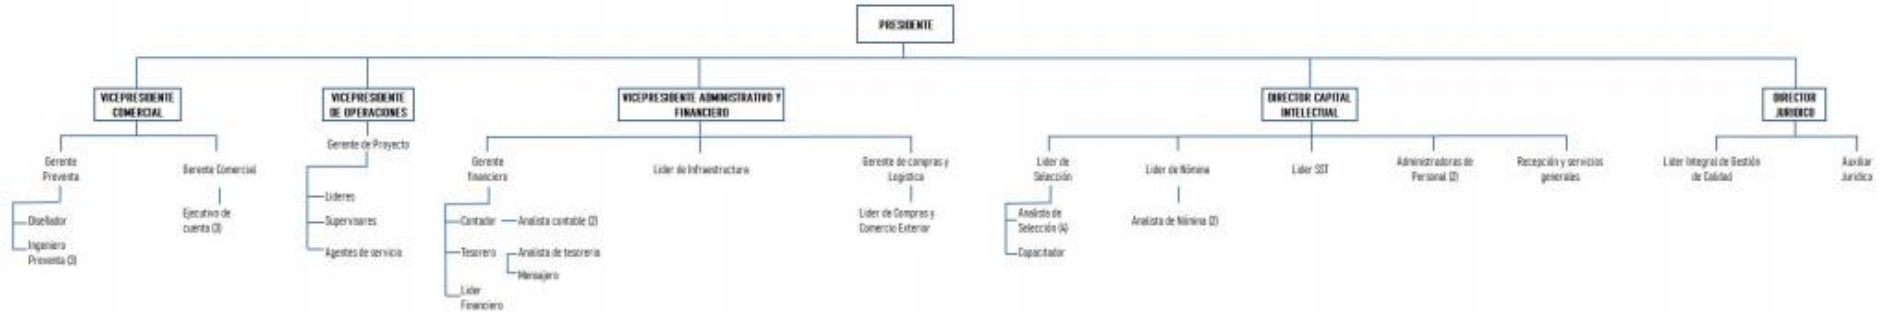 PRESIDENTE
VICEPRESIDENTE
COMERCIAL
VICEPRESIDENTE
DE OPERACIONES
VICEPRESIDENTE ADMINISTRATIVO Y
FINANCIERO
DIRECTOR CAPITAL
INTELECTUAL
DIRECTOR
JURIDICO
Gerente
Preventa
Gerente Comercial
Diseñador
Ingeniero
Preventa (3)
Ejecutivo de
cuenta (3)
Gerente de Proyecto
Lideres
Supervisores
Agentes de servicio
Gerente
financiero
Lider de Infraestructura
Gerente de compras y
Logistica
Contador
Analista contable (2)
Tesorero
Analista de tesoreria
Mensajero
Lider
Financiero
Lider de Compras y
Comercio Exterior
Lider de
Selección
Lider de Nómina
Lider SST
Administradoras de
Personal (2)
Recepción y servicios
generales
Analista de
Selección (4)
Capacitador
Analista de Nómina (2)
Lider Integral de Gestión
de Calidad
Auxiliar
Juridico